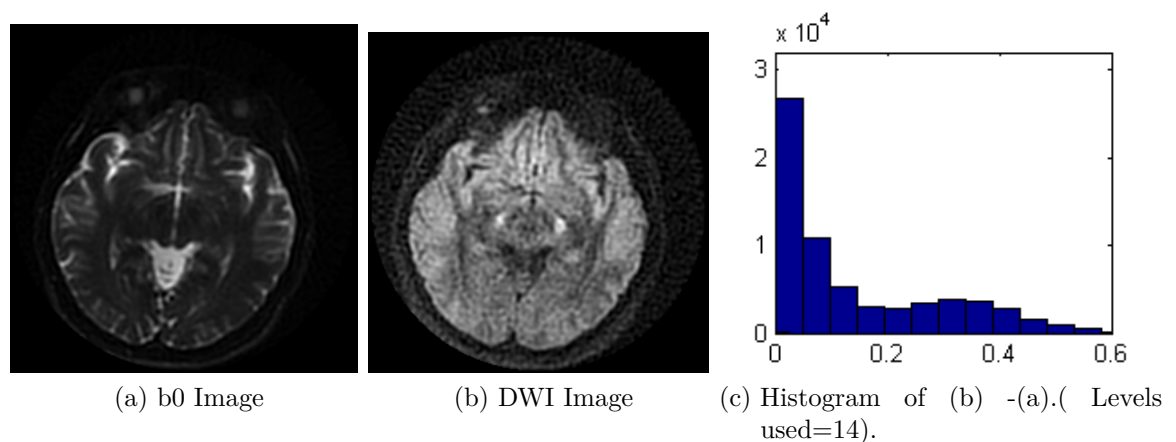 x 10^4
3
2
1
0
0 0.2 0.4 0.6
(a) b0 Image
(b) DWI Image
(c) Histogram of (b) -(a).( Levels
used=14).